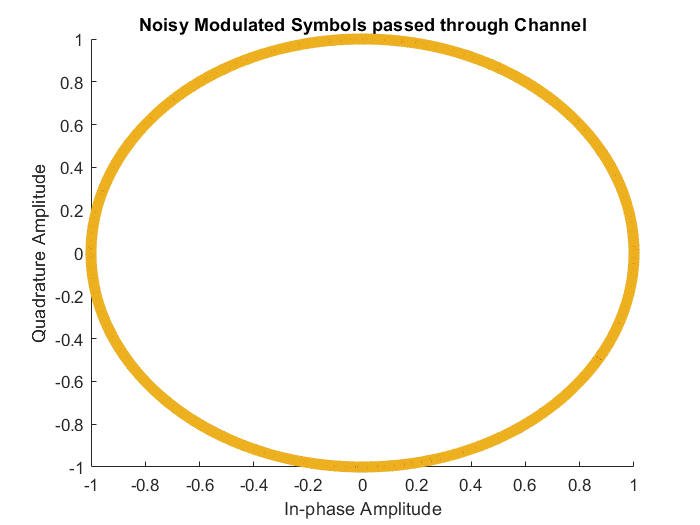 Noisy Modulated Symbols passed through Channel
1
0.8
0.6
0.4
0.2
0
-0.2
-0.4
-0.6
-0.8
-1
Quadrature Amplitude
-1 -0.8 -0.6 -0.4 -0.2 0 0.2 0.4 0.6 0.8 1
In-phase Amplitude